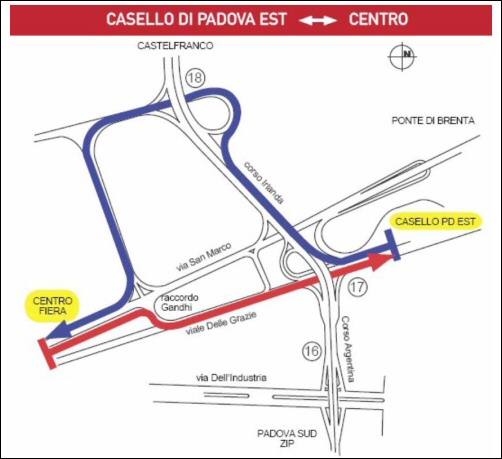 CASELLO DI PADOVA EST ↔ CENTRO
CASTELFRANCO
18
N
PONTE DI BRENTA
corso Irlanda
CASELLO PD EST
via San Marco
17
CENTRO
FIERA
raccordo
Gandhi
viale Delle Grazie
16
Corso Argentina
via Dell'Industria
PADOVA SUD
ZIP